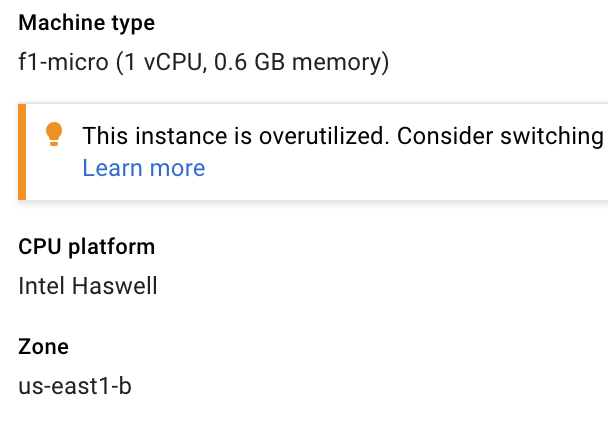 Machine type
f1-micro (1 vCPU, 0.6 GB memory)
This instance is overutilized. Consider switching
Learn more
CPU platform
Intel Haswell
Zone
us-east1-b